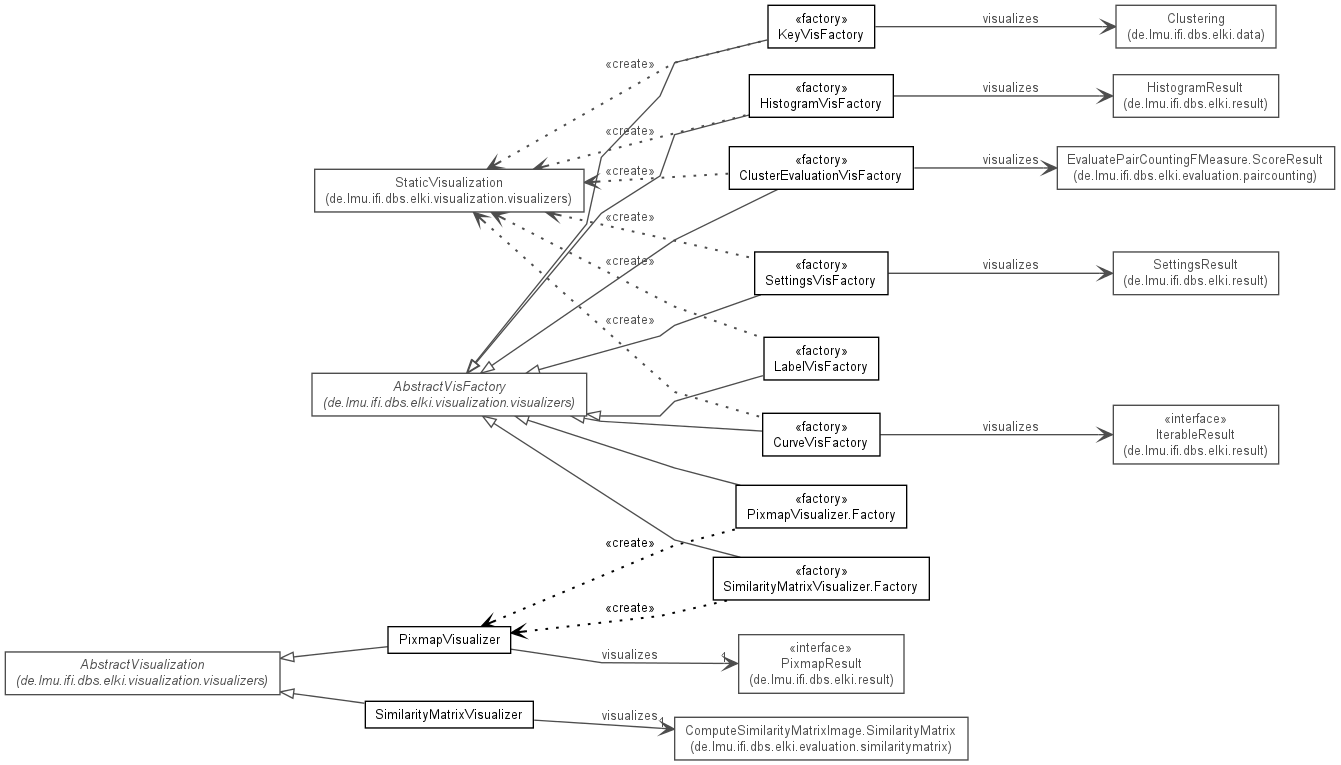 «factory»
KeyVisFactory
visualizes
Clustering
(de.lmu.ifi.dbs.elki.data)
«create»
«factory»
HistogramVisFactory
visualizes
HistogramResult
(de.lmu.ifi.dbs.elki.result)
«create»
«factory»
ClusterEvaluationVisFactory
visualizes
EvaluatePairCountingFMeasure.ScoreResult
(de.lmu.ifi.dbs.elki.evaluation.paircounting)
«create»
StaticVisualization
(de.lmu.ifi.dbs.elki.visualization.visualizers)
«create»
«factory»
SettingsVisFactory
visualizes
SettingsResult
(de.lmu.ifi.dbs.elki.result)
«create»
«create»
«factory»
LabelVisFactory
AbstractVisFactory
(de.lmu.ifi.dbs.elki.visualization.visualizers)
«factory»
CurveVisFactory
visualizes
«interface»
IterableResult
(de.lmu.ifi.dbs.elki.result)
«factory»
PixmapVisualizer.Factory
«create»
«factory»
SimilarityMatrixVisualizer.Factory
«create»
PixmapVisualizer
visualizes
1
«interface»
PixmapResult
(de.lmu.ifi.dbs.elki.result)
AbstractVisualization
(de.lmu.ifi.dbs.elki.visualization.visualizers)
SimilarityMatrixVisualizer
visualizes
1
ComputeSimilarityMatrixImage.SimilarityMatrix
(de.lmu.ifi.dbs.elki.evaluation.similaritymatrix)